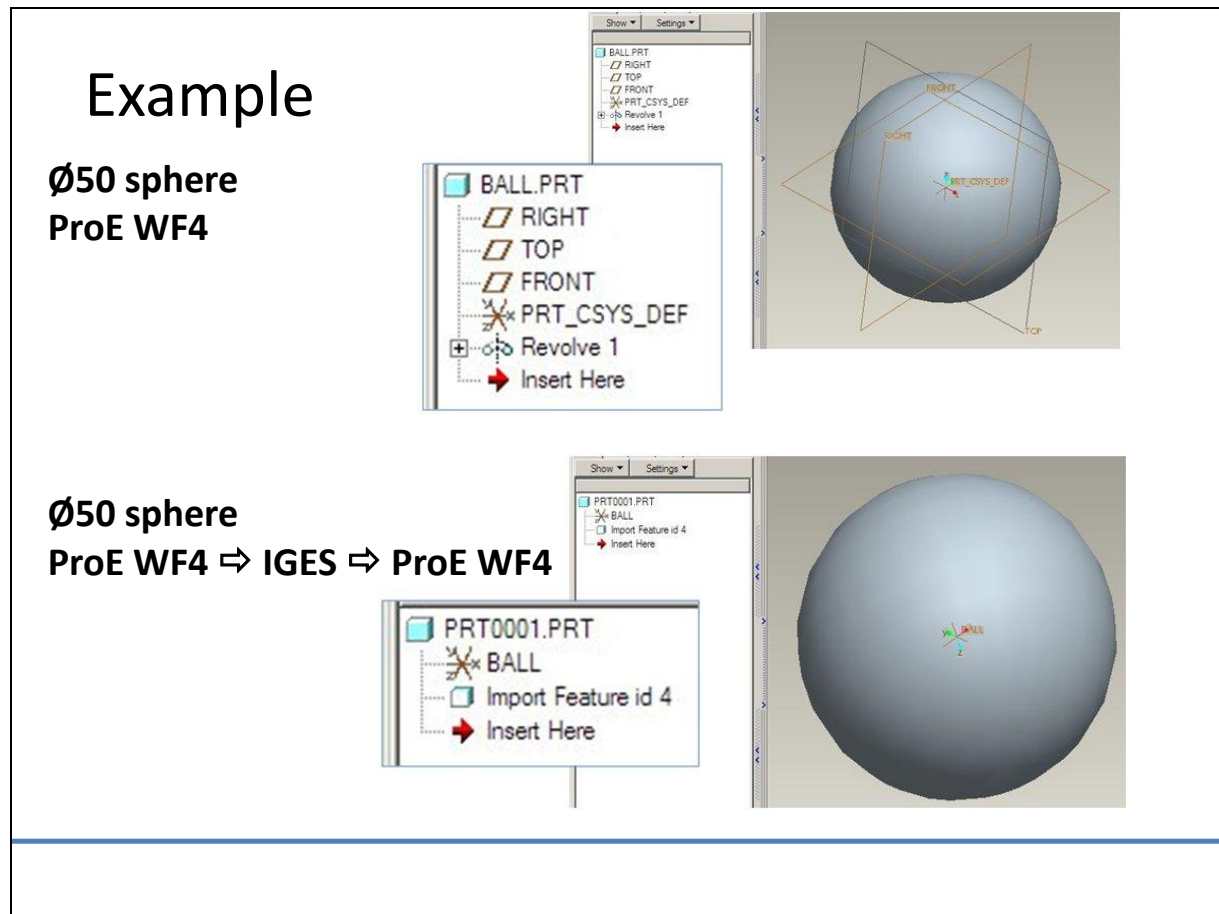 Example
Ø50 sphere
ProE WF4
Show Settings
BALL.PRT
RIGHT
TOP
FRONT
PRT_CSYS_DEF
Revolve 1
Insert Here
BALL.PRT
RIGHT
TOP
FRONT
PRT_CSYS_DEF
Revolve 1
Insert Here
FRONT
RIGHT
PRT_CSYS_DEF
X
TOP
Ø50 sphere
ProE WF4 ⇨ IGES ⇨ ProE WF4
Show Settings
PRT0001.PRT
BALL
Import Feature id 4
Insert Here
PRT0001.PRT
BALL
Import Feature id 4
Insert Here
Y BALL
Z